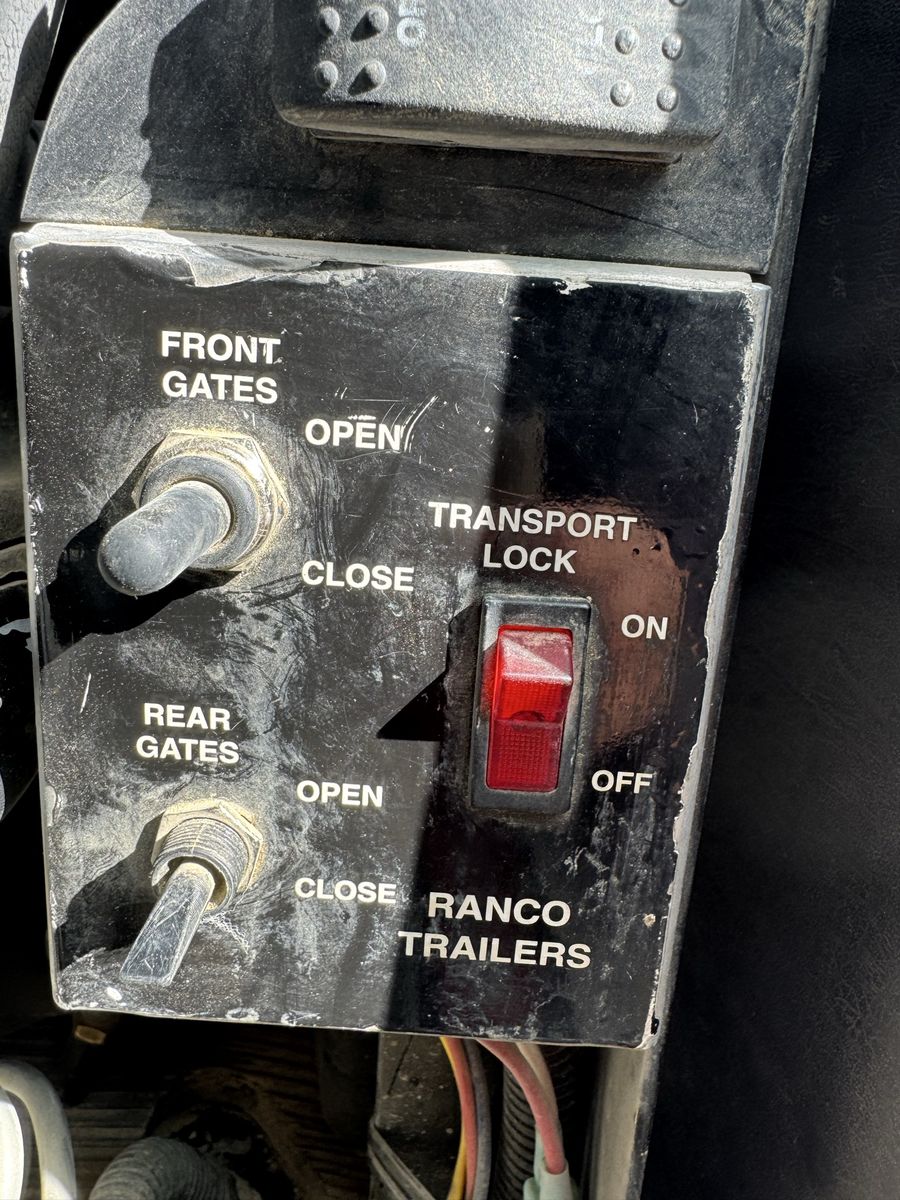 FRONT
GATES
OPEN
CLOSE
TRANSPORT
LOCK
ON
OFF
REAR
GATES
OPEN
CLOSE
RANCO
TRAILERS